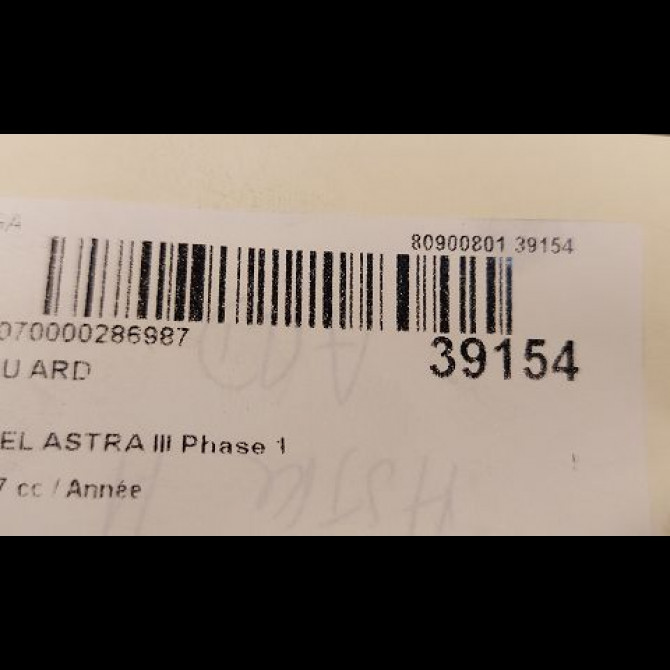 80900801 39154
070000286987
39154
U ARD
EL ASTRA III Phase 1
7 cc / Année